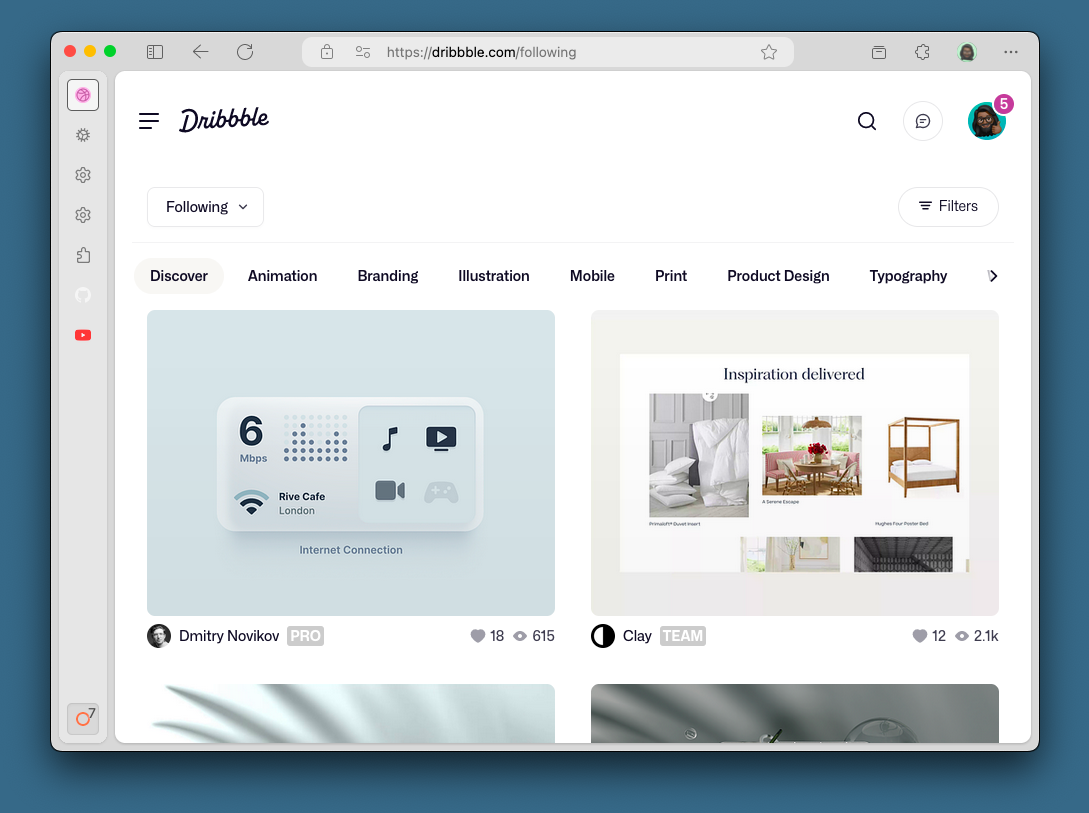 https://dribbble.com/following
Dribbble
5
Following
Filters
Discover
Animation
Branding
Illustration
Mobile
Print
Product Design
Typography
6
Mbps
Rive Cafe
London
Internet Connection
Inspiration delivered
Primaloft® Duvet Insert
A Serene Escape
Hughes Four Poster Bed
Dmitry Novikov PRO
18
615
Clay TEAM
12
2.1k
7